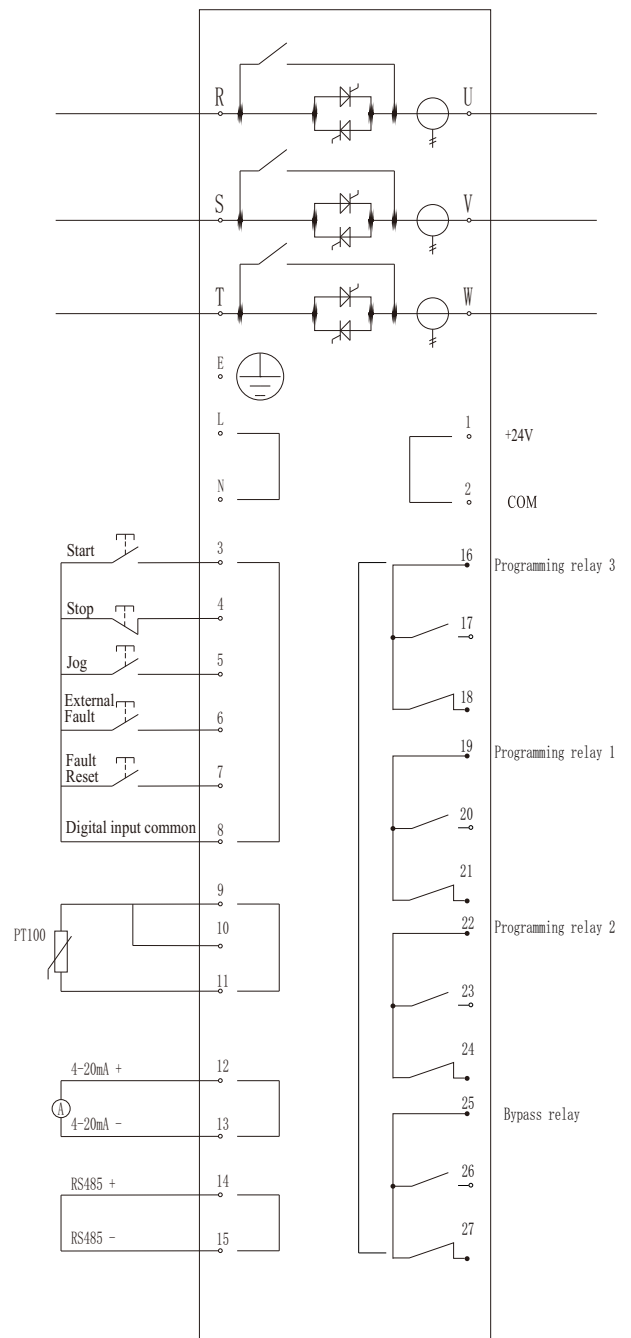 R
U
S
V
T
W
E
L
1
+24V
N
2
COM
Start
3
16
Programming relay 3
Stop
4
17
Jog
5
18
External
Fault
6
19
Programming relay 1
Fault
Reset
7
20
Digital input common
8
21
9
22
Programming relay 2
PT100
10
23
11
24
4-20mA +
12
25
Bypass relay
A
4-20mA -
13
26
RS485 +
14
27
RS485 -
15